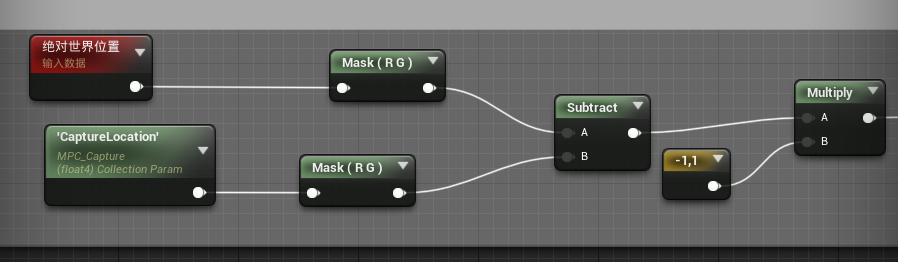 绝对世界位置
输入数据
Mask ( R G )
'CaptureLocation'
MPC_Capture
(float4) Collection Param
Mask ( R G )
Subtract
A
B
-1,1
Multiply
A
B